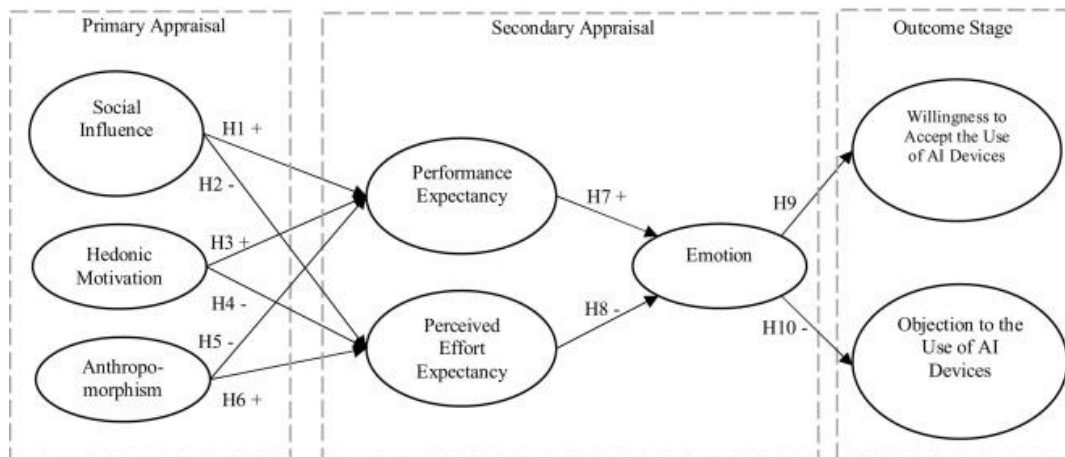 Primary Appraisal
Secondary Appraisal
Outcome Stage
Social
Influence
H1 +
H2 -
Hedonic
Motivation
H3 +
H4 -
Anthropo-
morphism
H5 -
H6 +
Performance
Expectancy
H7 +
Perceived
Effort
Expectancy
H8 -
Emotion
H9
H10 -
Willingness to
Accept the Use
of AI Devices
Objection to the
Use of AI
Devices